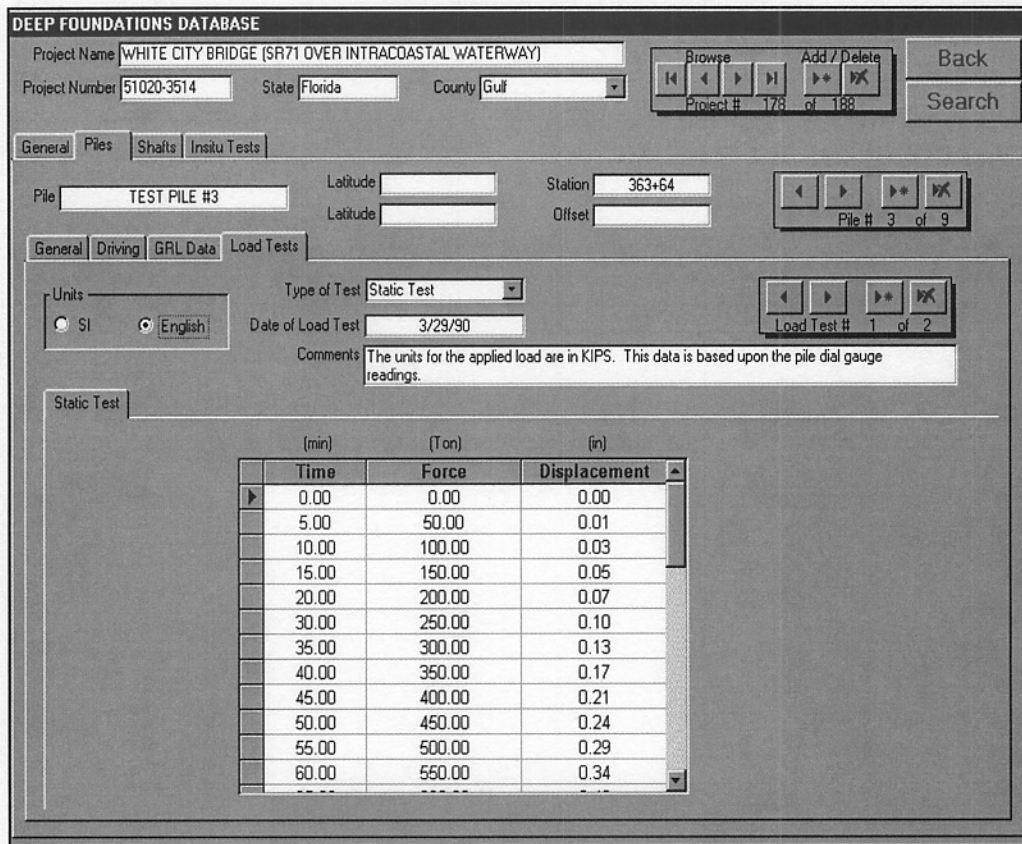 DEEP FOUNDATIONS DATABASE
Project Name WHITE CITY BRIDGE (SR71 OVER INTRACOASTAL WATERWAY)
Browse Add / Delete
Back
Project Number 51020-3514 State Florida County Gulf
Project # 178 of 188
Search
General Piles Shafts Insitu Tests
Pile TEST PILE #3 Latitude Station 363+64
Latitude Offset
Pile # 3 of 9
General Driving GRL Data Load Tests
Units
SI English
Type of Test Static Test
Date of Load Test 3/29/90
Load Test # 1 of 2
Comments The units for the applied load are in KIPS. This data is based upon the pile dial gauge
readings.
Static Test
(min) (Ton) (in)
Time Force Displacement
0.00 0.00 0.00
5.00 50.00 0.01
10.00 100.00 0.03
15.00 150.00 0.05
20.00 200.00 0.07
30.00 250.00 0.10
35.00 300.00 0.13
40.00 350.00 0.17
45.00 400.00 0.21
50.00 450.00 0.24
55.00 500.00 0.29
60.00 550.00 0.34